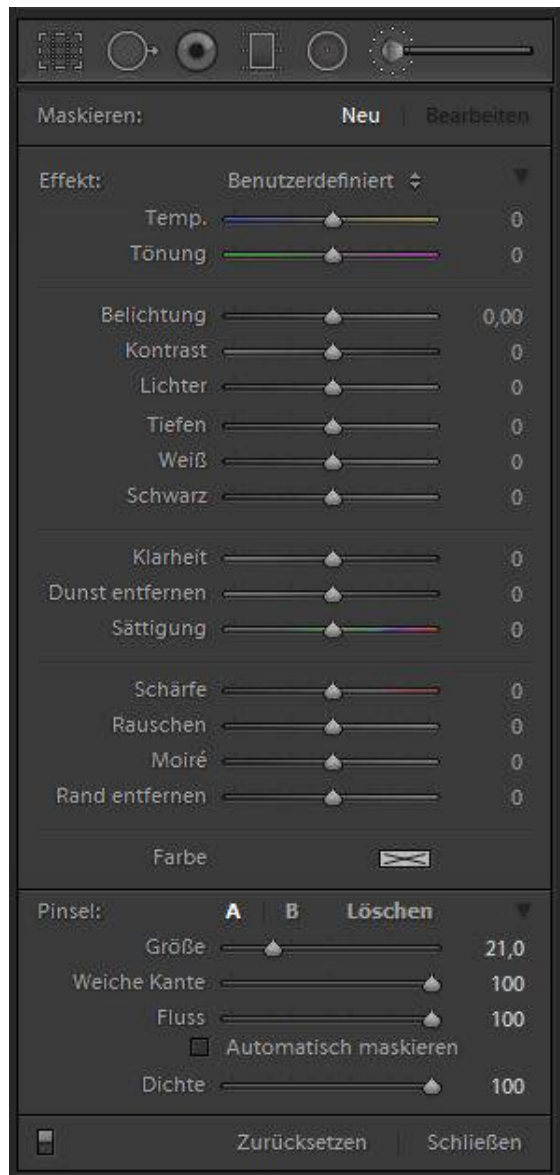 Maskieren: Neu Bearbeiten
Effekt: Benutzerdefiniert
Temp. 0
Tönung 0
Belichtung 0,00
Kontrast 0
Lichter 0
Tiefen 0
Weiß 0
Schwarz 0
Klarheit 0
Dunst entfernen 0
Sättigung 0
Schärfe 0
Rauschen 0
Moiré 0
Rand entfernen 0
Farbe
Pinsel: A B Löschen
Größe 21,0
Weiche Kante 100
Fluss 100
Automatisch maskieren
Dichte 100
Zurücksetzen Schließen